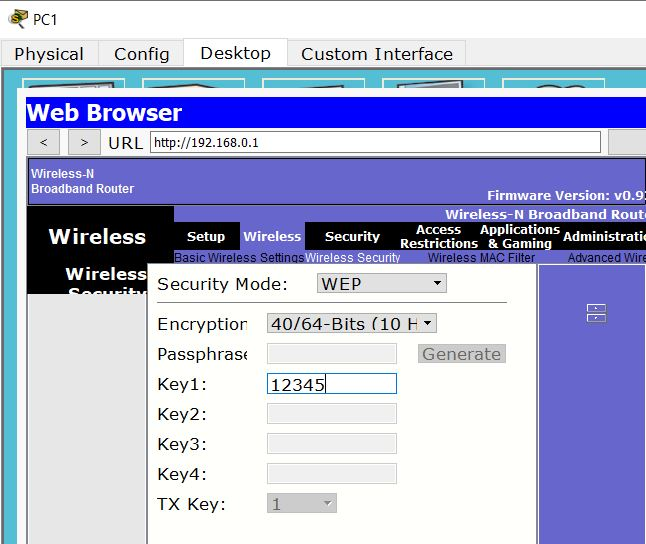 PC1
Physical Config Desktop Custom Interface
Web Browser
< > URL http://192.168.0.1
Wireless-N
Broadband Router
Firmware Version: v0.9
Wireless-N Broadband Route
Wireless Setup Wireless Security Access Restrictions Applications & Gaming Administratio
Basic Wireless Settings Wireless Security Wireless MAC Filter Advanced Wire
Wireless
Security
Security Mode: WEP
Encryption 40/64-Bits (10 H
Passphrase Generate
Key1: 12345
Key2:
Key3:
Key4:
TX Key: 1